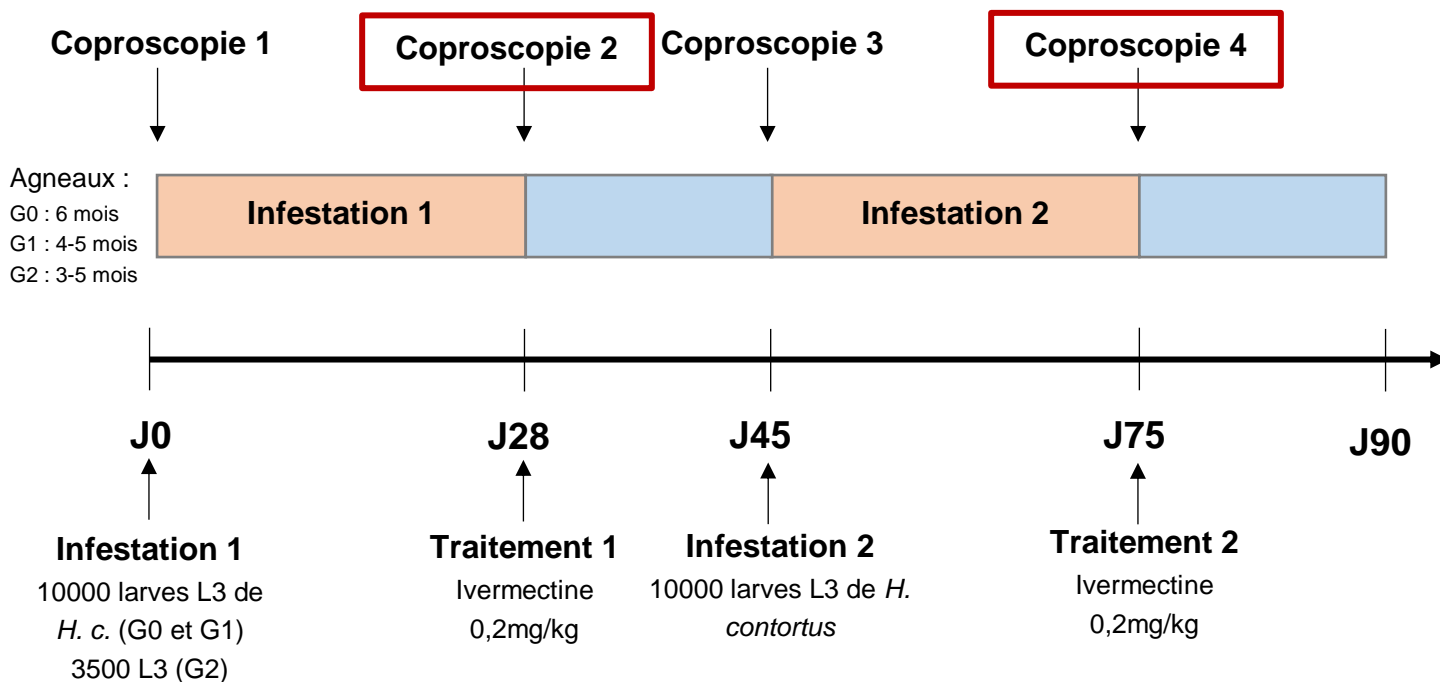 Coproscopie 1
Coproscopie 2
Coproscopie 3
Coproscopie 4
Agneaux :
G0 : 6 mois
G1 : 4-5 mois
G2 : 3-5 mois
Infestation 1
Infestation 2
J0
J28
J45
J75
J90
Infestation 1
10000 larves L3 de
H. c. (G0 et G1)
3500 L3 (G2)
Traitement 1
Ivermectine
0,2mg/kg
Infestation 2
10000 larves L3 de H.
contortus
Traitement 2
Ivermectine
0,2mg/kg